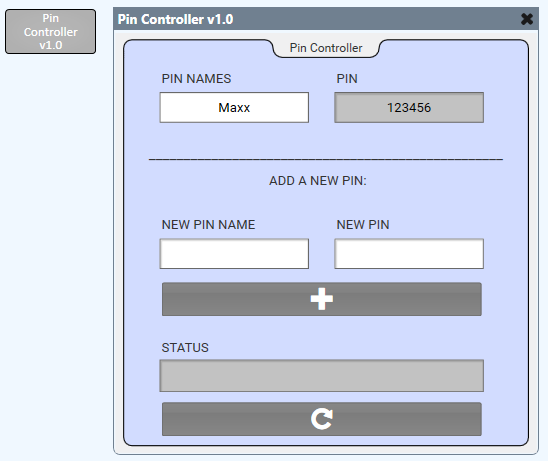 Pin
Controller
v1.0
Pin Controller v1.0
Pin Controller
PIN NAMES PIN
Maxx 123456
ADD A NEW PIN:
NEW PIN NAME NEW PIN
STATUS